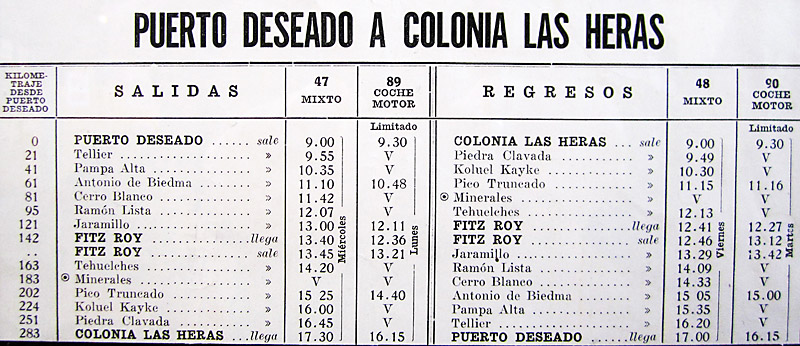 PUERTO DESEADO A COLONIA LAS HERAS
KILOME-
TRAJE
DESDE
PUERTO
DESEADO
SALIDAS
47
MIXTO
89
COCHE
MOTOR
REGRESOS
48
MIXTO
90
COCHE
MOTOR
Limitado Limitado
0 PUERTO DESEADO ...... sale 9.00 9.30 COLONIA LAS HERAS ... sale 9.00 9.30
21 Tellier » 9.55 V Piedra Clavada » 9.49 V
41 Pampa Alta » 10.35 V Koluel Kayke » 10.30 V
61 Antonio de Biedma » 11.10 10.48 Pico Truncado » 11.15 11.16
81 Cerro Blanco » 11.42 V Minerales » V V
95 Ramón Lista » 12.07 V Tehuelches » 12.13 V
121 Jaramillo » 13.00 12.11 FITZ ROY llega 12.41 12.27
142 FITZ ROY llega 13.40 12.36 FITZ ROY sale 12.46 13.12
.. FITZ ROY sale 13.45 13.21 Jaramillo » 13.29 13.42
163 Tehuelches » 14.20 V Ramón Lista » 14.09 V
183 Minerales » V V Cerro Blanco » 14.33 V
202 Pico Truncado » 15 25 14.40 Antonio de Biedma » 15 05 15.00
224 Koluel Kayke » 16.00 V Pampa Alta » 15.35 V
251 Piedra Clavada » 16.45 V Tellier » 16.20 V
283 COLONIA LAS HERAS ...llega 17.30 16.15 PUERTO DESEADO ......llega 17.00 16.15
Miércoles
Lunes
Viernes
Martes